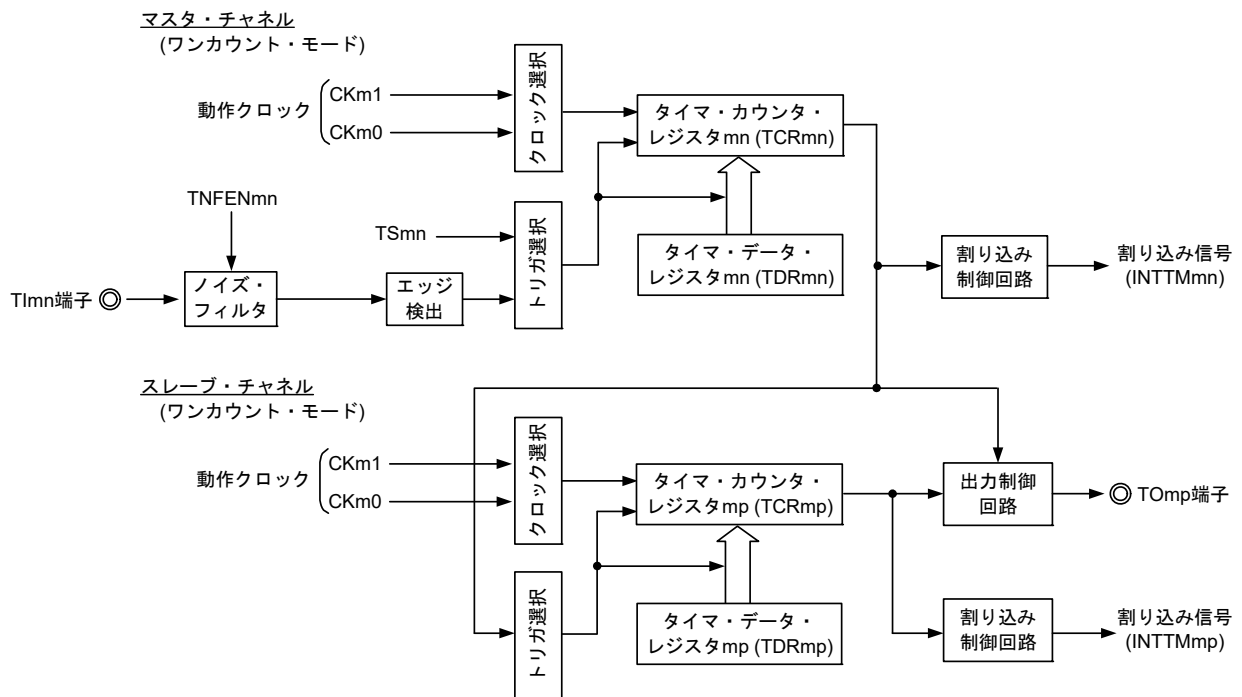 マスタ・チャネル
(ワンカウント・モード)
動作クロック
CKm1
CKm0
クロック選択
タイマ・カウンタ・
レジスタmn (TCRmn)
TNFENmn
TSmn
トリガ選択
タイマ・データ・
レジスタmn (TDRmn)
割り込み
制御回路
割り込み信号
(INTTMmn)
TImn端子
ノイズ・
フィルタ
エッジ
検出
スレーブ・チャネル
(ワンカウント・モード)
動作クロック
CKm1
CKm0
クロック選択
タイマ・カウンタ・
レジスタmp (TCRmp)
出力制御
回路
TOmp端子
トリガ選択
タイマ・データ・
レジスタmp (TDRmp)
割り込み
制御回路
割り込み信号
(INTTMmp)